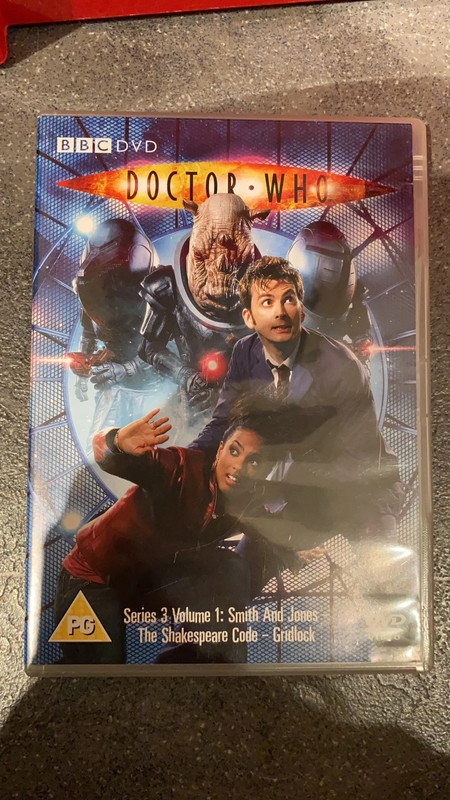 BBC DVD
DOCTOR · WHO
Series 3 Volume 1: Smith And Jones
The Shakespeare Code – Gridlock
PG